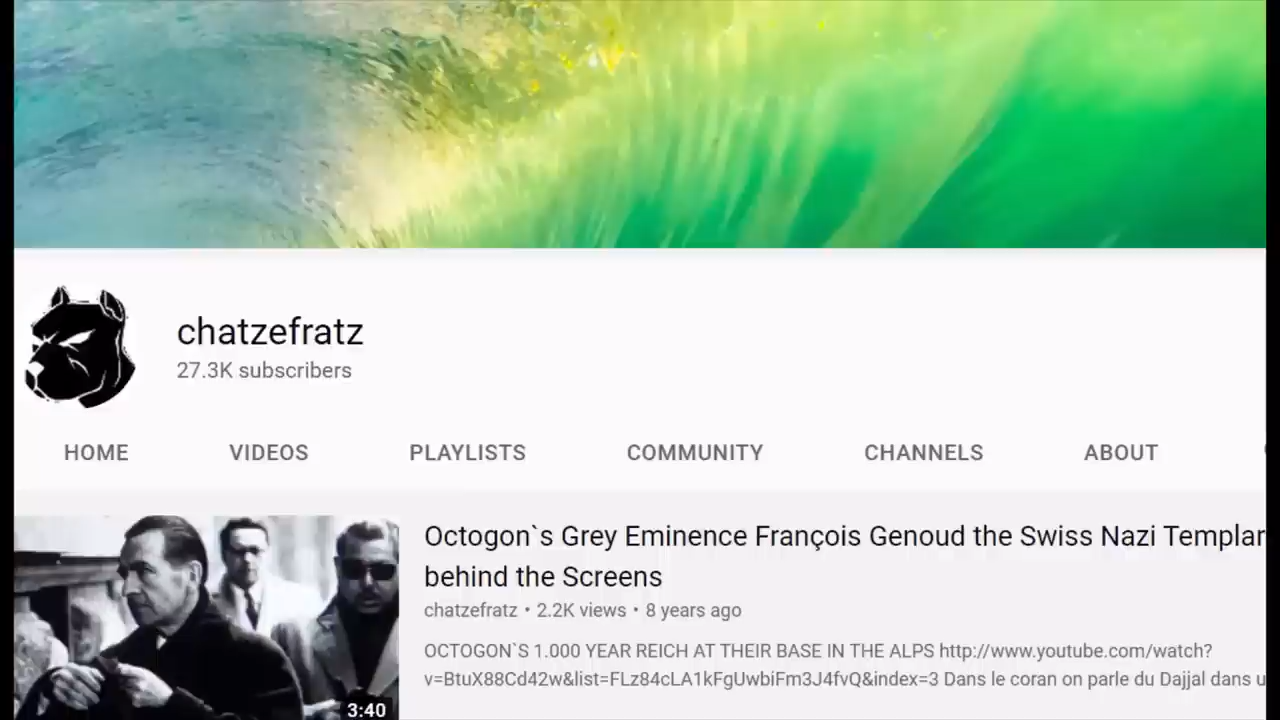 chatzefratz
27.3K subscribers
HOME VIDEOS PLAYLISTS COMMUNITY CHANNELS ABOUT
Octogon`s Grey Eminence François Genoud the Swiss Nazi Templar
behind the Screens
chatzefratz • 2.2K views • 8 years ago
OCTOGON`S 1.000 YEAR REICH AT THEIR BASE IN THE ALPS http://www.youtube.com/watch?
v=BtuX88Cd42w&list=FLz84cLA1kFgUwbiFm3J4fvQ&index=3 Dans le coran on parle du Dajjal dans u
3:40